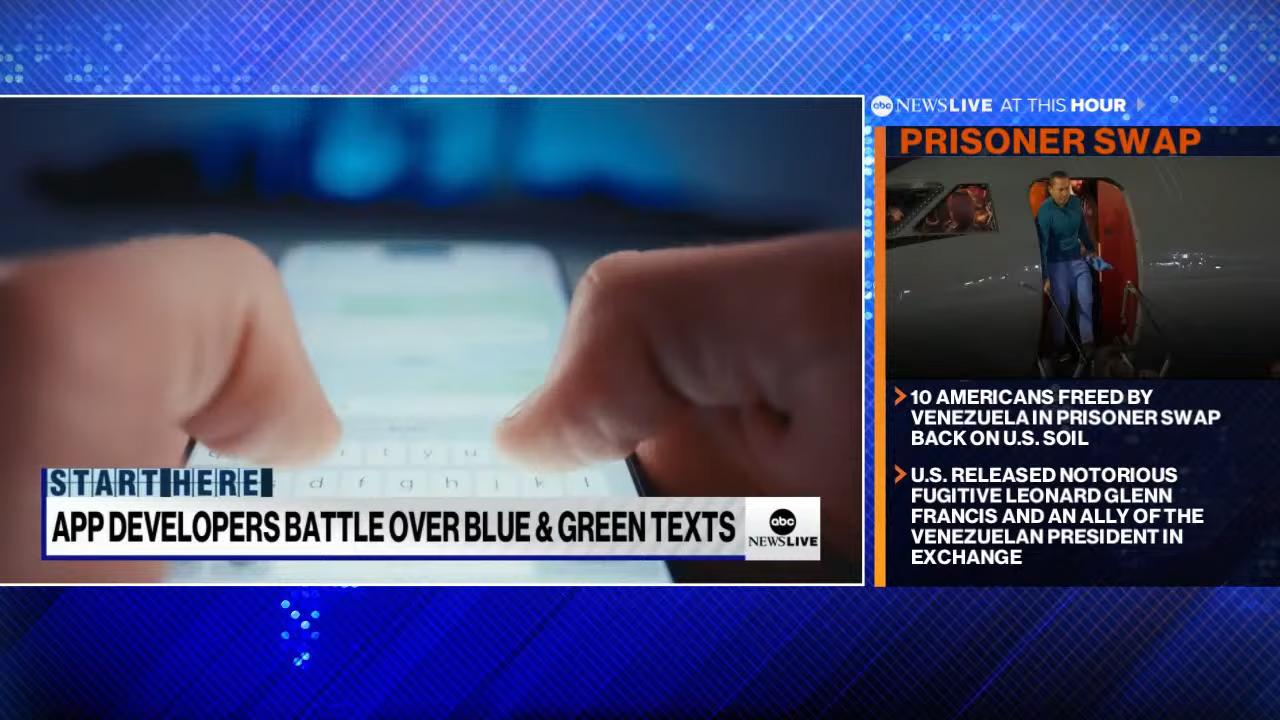 abc NEWS LIVE AT THIS HOUR
PRISONER SWAP
10 AMERICANS FREED BY
VENEZUELA IN PRISONER SWAP
BACK ON U.S. SOIL
U.S. RELEASED NOTORIOUS
FUGITIVE LEONARD GLENN
FRANCIS AND AN ALLY OF THE
VENEZUELAN PRESIDENT IN
EXCHANGE
t y u
d f g h j k l
START HERE
APP DEVELOPERS BATTLE OVER BLUE & GREEN TEXTS
abc
NEWS LIVE